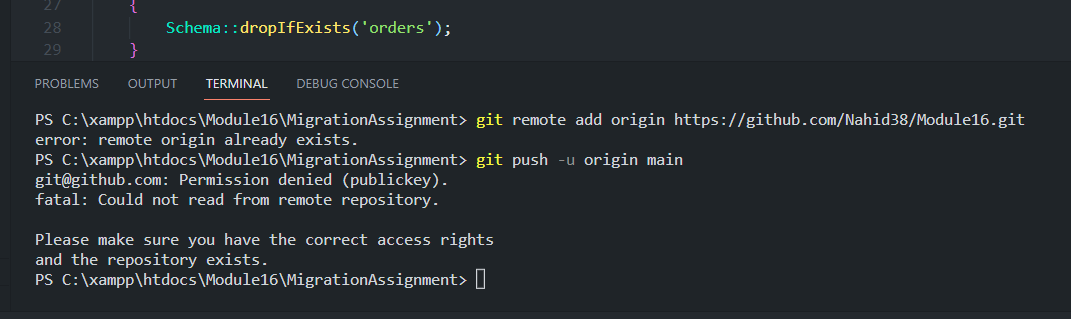 27 {
28 Schema::dropIfExists('orders');
29 }
PROBLEMS OUTPUT TERMINAL DEBUG CONSOLE
PS C:\xampp\htdocs\Module16\MigrationAssignment> git remote add origin https://github.com/Nahid38/Module16.git
error: remote origin already exists.
PS C:\xampp\htdocs\Module16\MigrationAssignment> git push -u origin main
git@github.com: Permission denied (publickey).
fatal: Could not read from remote repository.
Please make sure you have the correct access rights
and the repository exists.
PS C:\xampp\htdocs\Module16\MigrationAssignment>